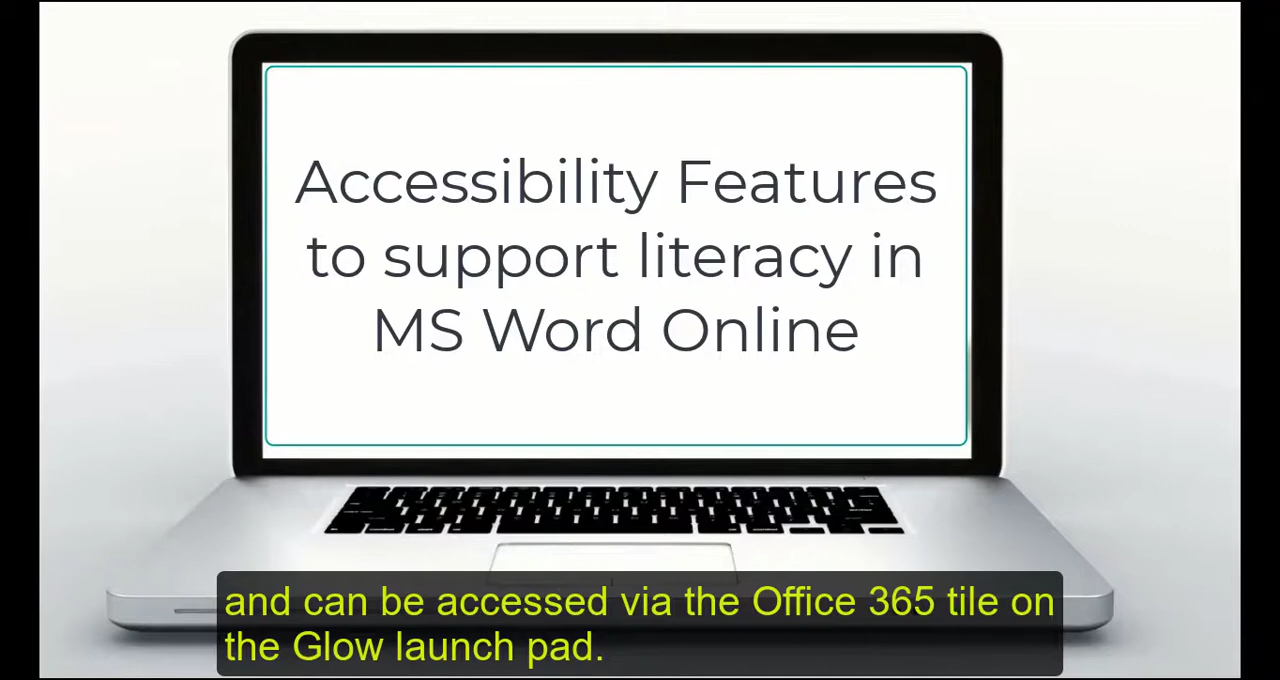 Accessibility Features
to support literacy in
MS Word Online
and can be accessed via the Office 365 tile on
the Glow launch pad.